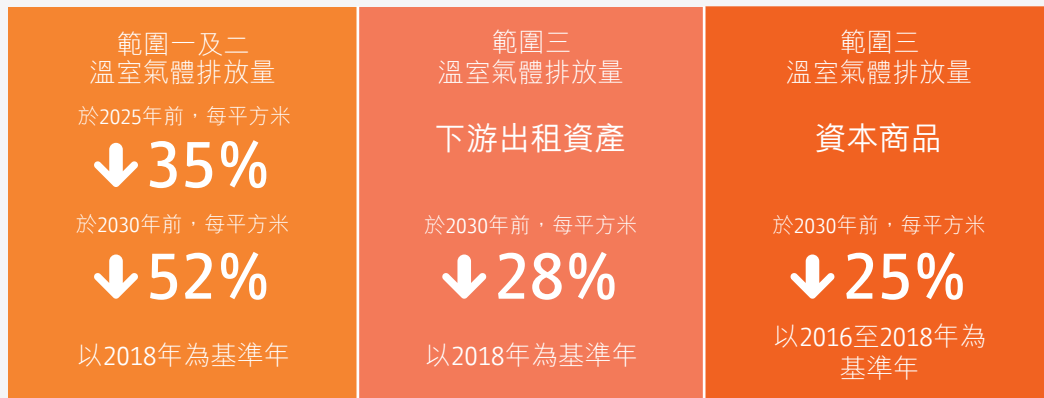 範圍一及二
溫室氣體排放量
於2025年前，每平方米
35%
於2030年前，每平方米
52%
以2018年為基準年
範圍三
溫室氣體排放量
下游出租資產
於2030年前，每平方米
28%
以2018年為基準年
範圍三
溫室氣體排放量
資本商品
於2030年前，每平方米
25%
以2016至2018年為
基準年